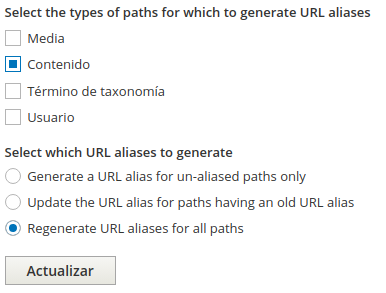 Select the types of paths for which to generate URL aliases
Media
Contenido
Término de taxonomía
Usuario
Select which URL aliases to generate
Generate a URL alias for un-aliased paths only
Update the URL alias for paths having an old URL alias
Regenerate URL aliases for all paths
Actualizar